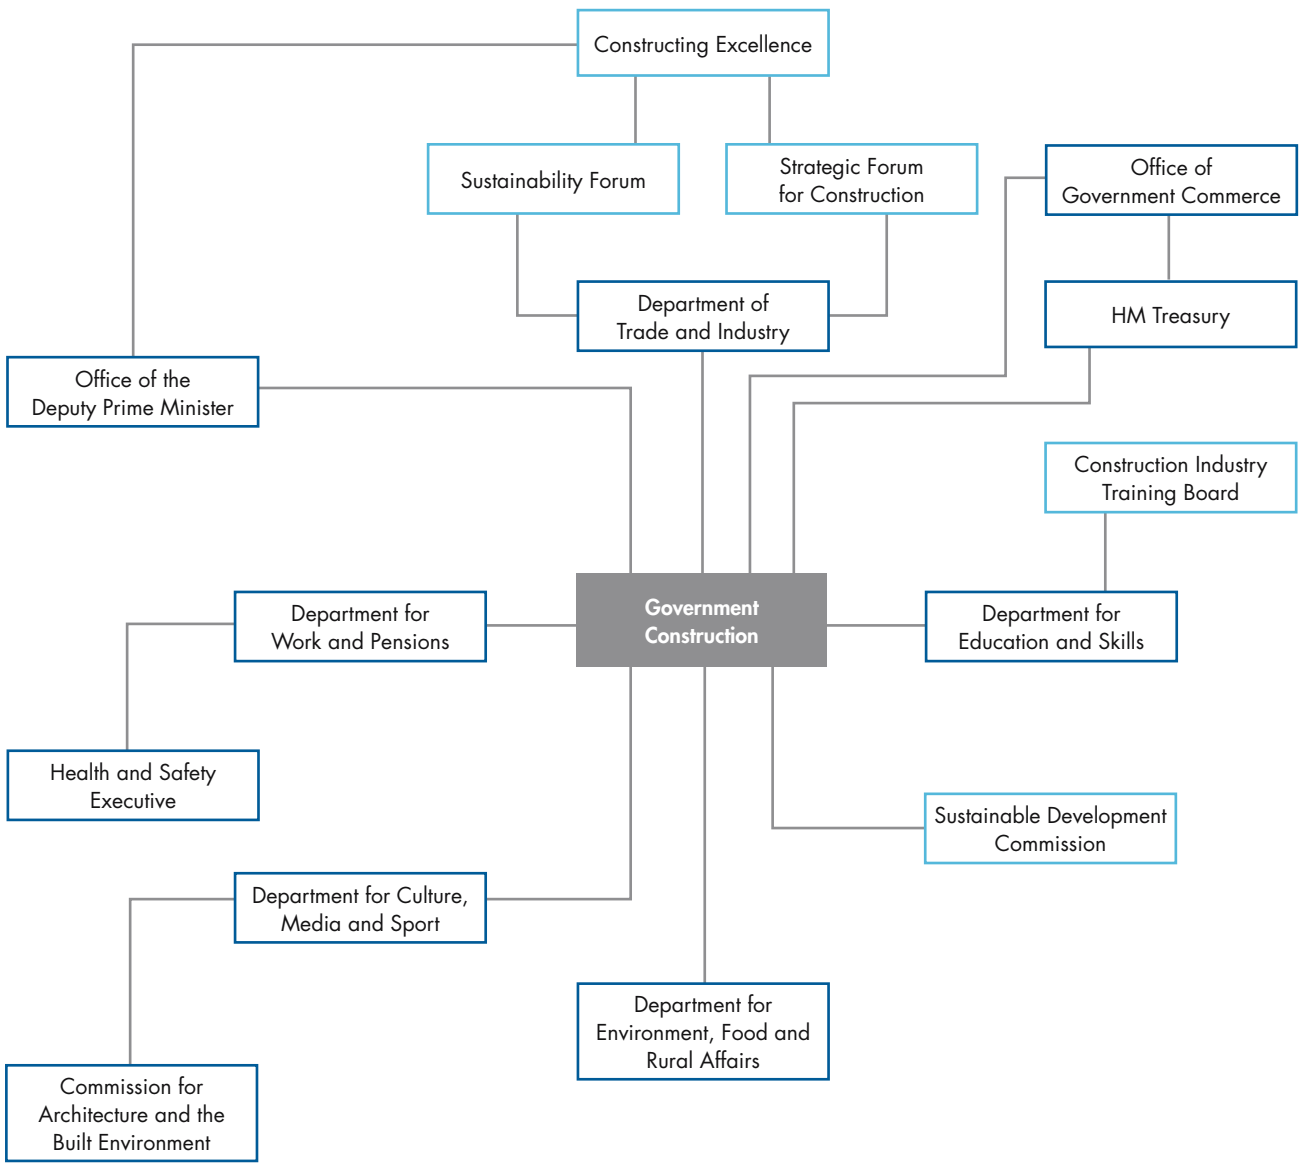 Constructing Excellence
Sustainability Forum
Strategic Forum
for Construction
Office of
Government Commerce
Department of
Trade and Industry
HM Treasury
Office of the
Deputy Prime Minister
Construction Industry
Training Board
Department for
Work and Pensions
Government
Construction
Department for
Education and Skills
Health and Safety
Executive
Sustainable Development
Commission
Department for Culture,
Media and Sport
Department for
Environment, Food and
Rural Affairs
Commission for
Architecture and the
Built Environment